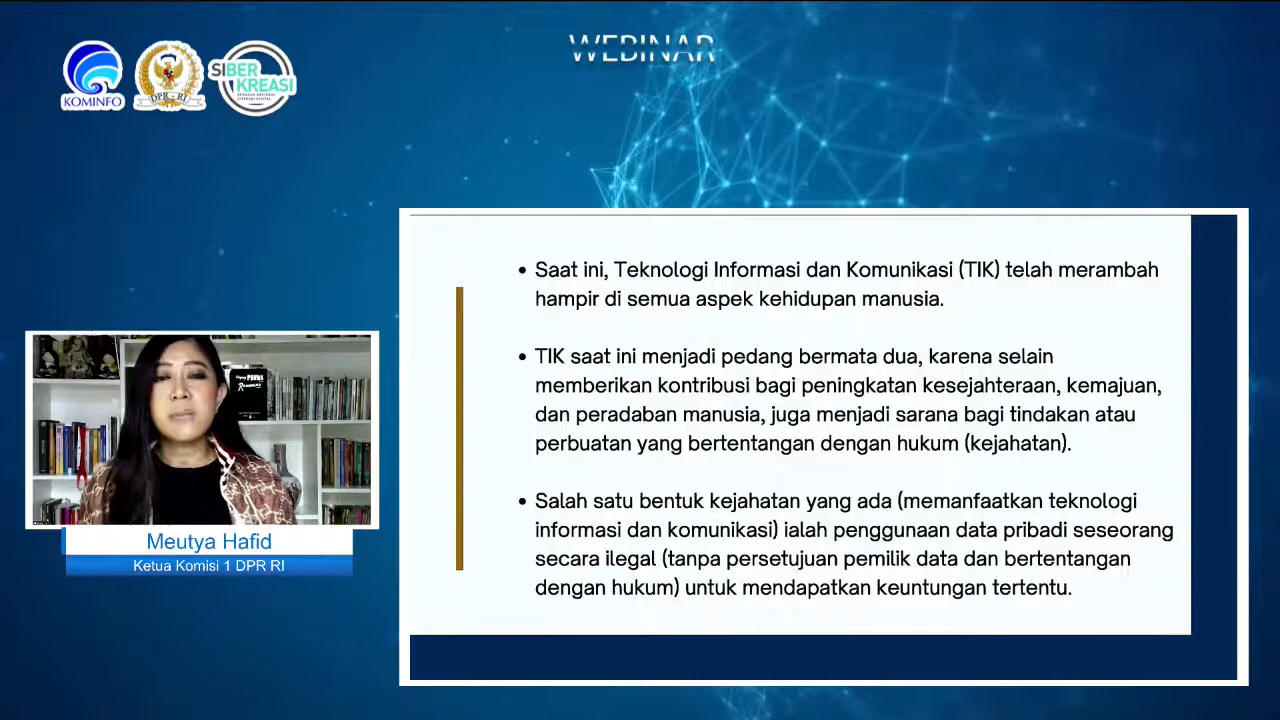 WEBINAR
KOMINFO
DPR - RI
SIBER
KREASI
Saat ini, Teknologi Informasi dan Komunikasi (TIK) telah merambah
hampir di semua aspek kehidupan manusia.
TIK saat ini menjadi pedang bermata dua, karena selain
memberikan kontribusi bagi peningkatan kesejahteraan, kemajuan,
dan peradaban manusia, juga menjadi sarana bagi tindakan atau
perbuatan yang bertentangan dengan hukum (kejahatan).
Salah satu bentuk kejahatan yang ada (memanfaatkan teknologi
informasi dan komunikasi) ialah penggunaan data pribadi seseorang
secara ilegal (tanpa persetujuan pemilik data dan bertentangan
dengan hukum) untuk mendapatkan keuntungan tertentu.
Meutya Hafid
Ketua Komisi 1 DPR RI